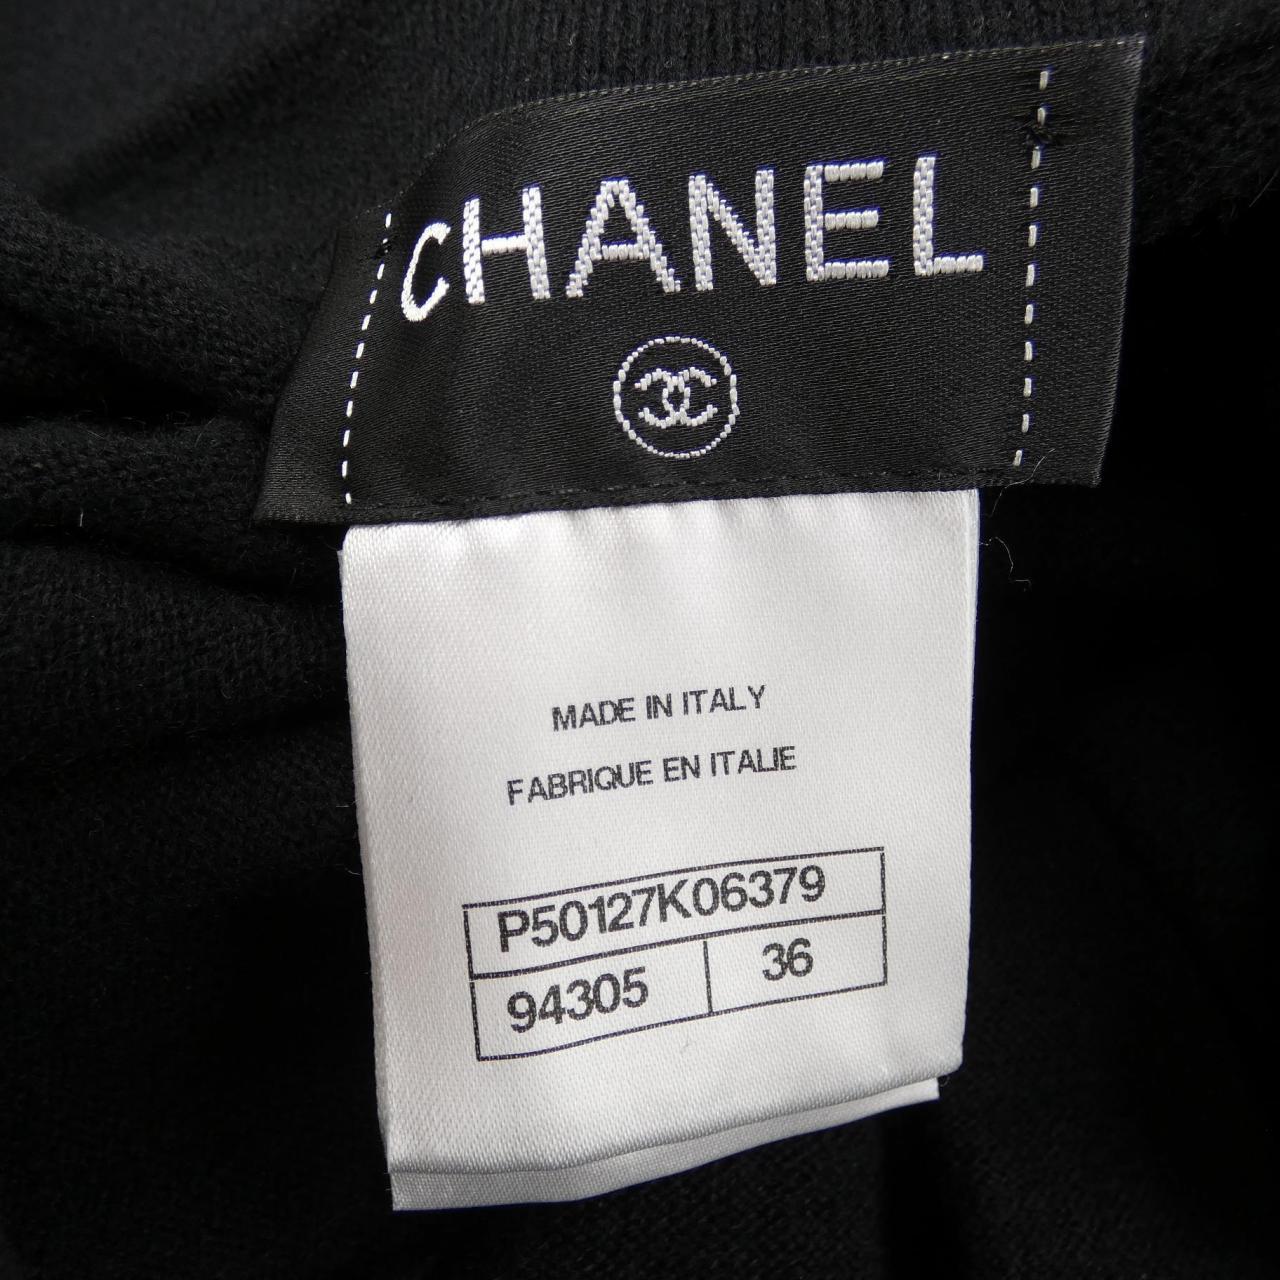 CHANEL
MADE IN ITALY
FABRIQUE EN ITALIE
P50127K06379
94305 36